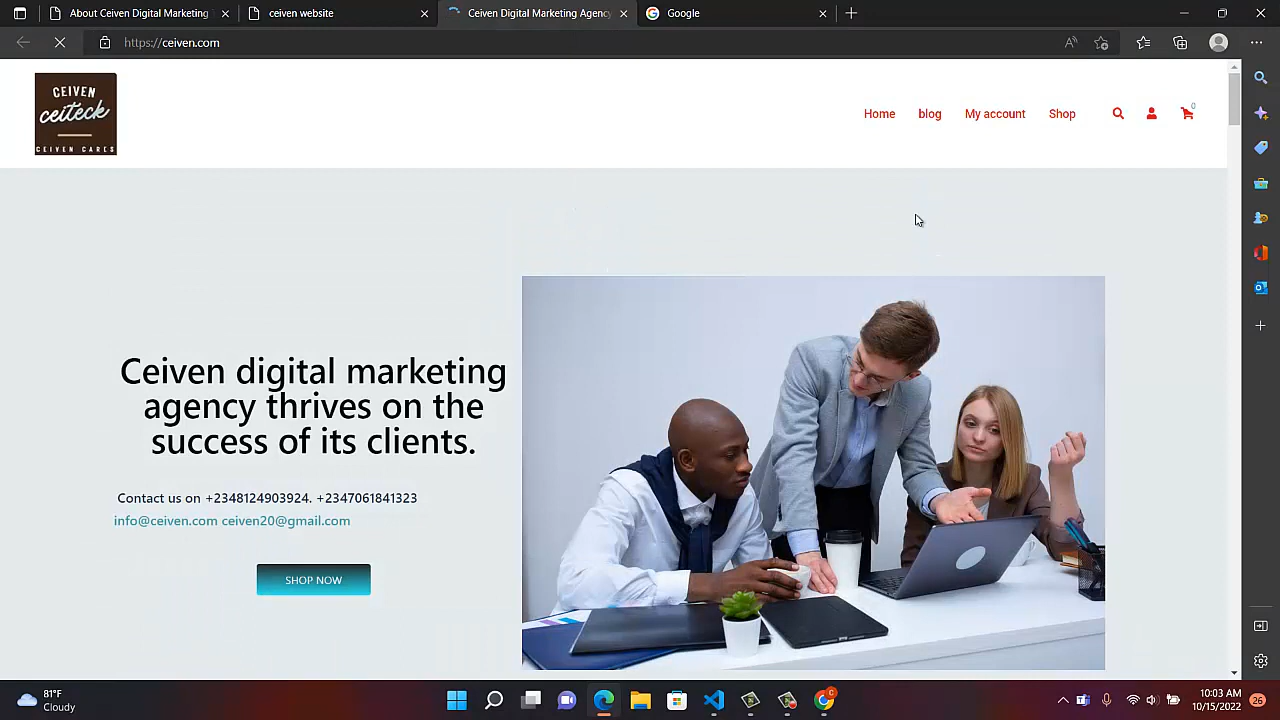 About Ceiven Digital Marketing
ceiven website
Ceiven Digital Marketing Agency
Google
https://ceiven.com
CEIVEN
ceiteck
CEIVEN CARES
Home
blog
My account
Shop
0
Ceiven digital marketing
agency thrives on the
success of its clients.
Contact us on +2348124903924. +2347061841323
info@ceiven.com ceiven20@gmail.com
SHOP NOW
81°F
Cloudy
C
10:03 AM
10/15/2022
26